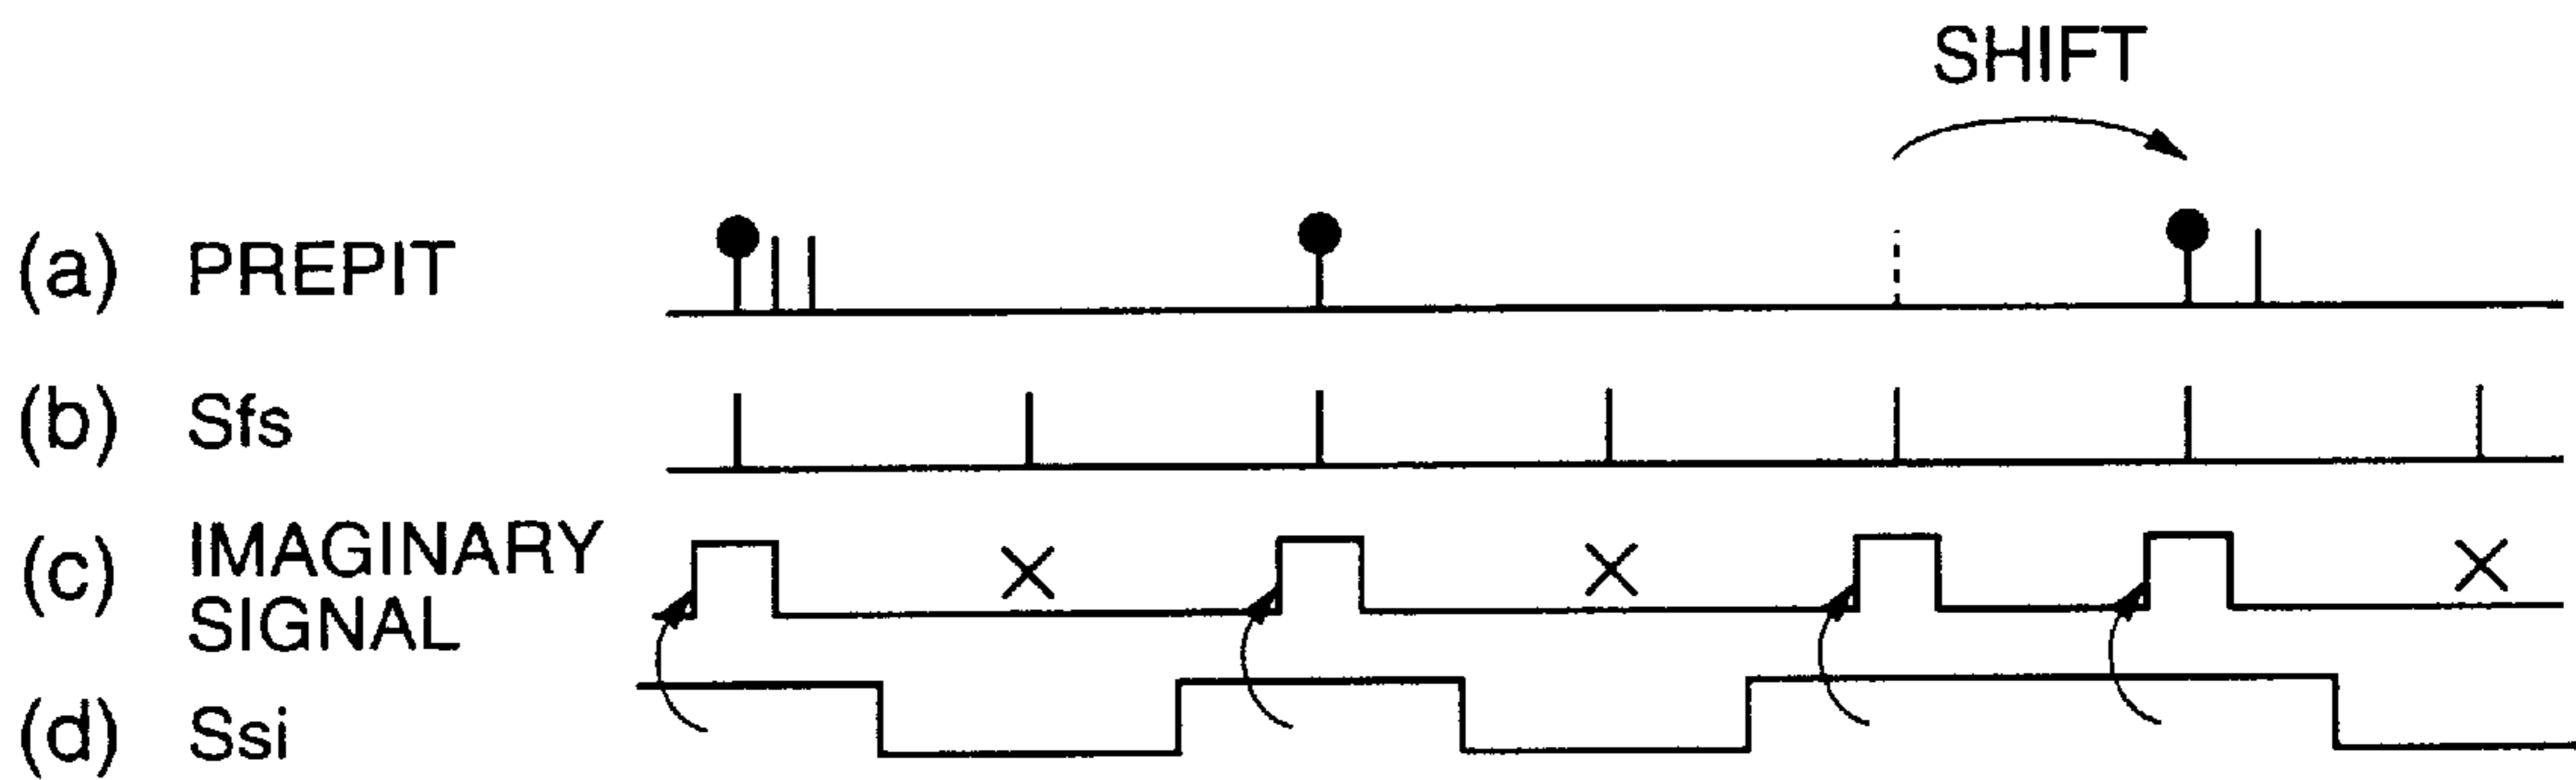 SHIFT
(a) PREPIT
(b) Sfs
(c) IMAGINARY
SIGNAL
(d) Ssi